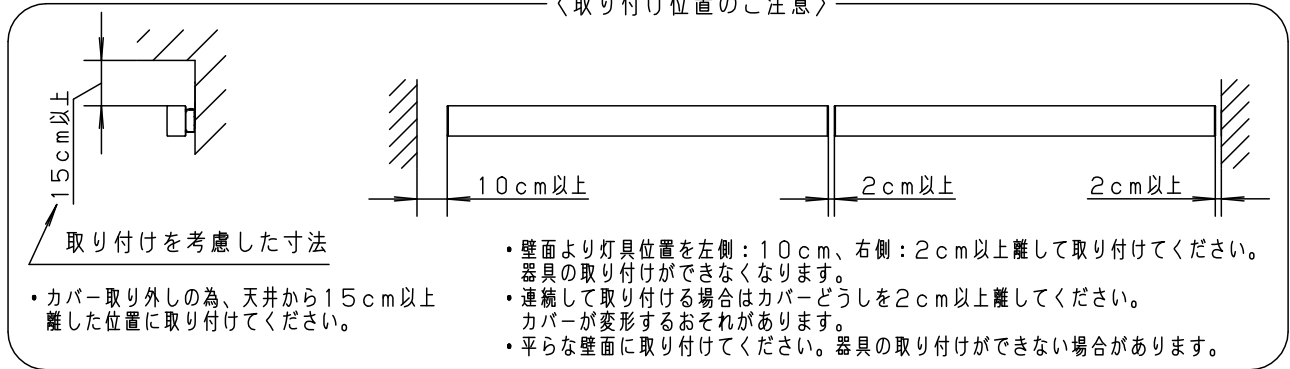 〈取り付け位置のご注意〉
15cm以上
取り付けを考慮した寸法
・カバー取り外しの為、天井から15cm以上
離した位置に取り付けてください。
10cm以上
2cm以上
2cm以上
・壁面より灯具位置を左側:10cm、右側:2cm以上離して取り付けてください。
器具の取り付けができなくなります。
・連続して取り付ける場合はカバーどうしを2cm以上離してください。
カバーが変形するおそれがあります。
・平らな壁面に取り付けてください。器具の取り付けができない場合があります。